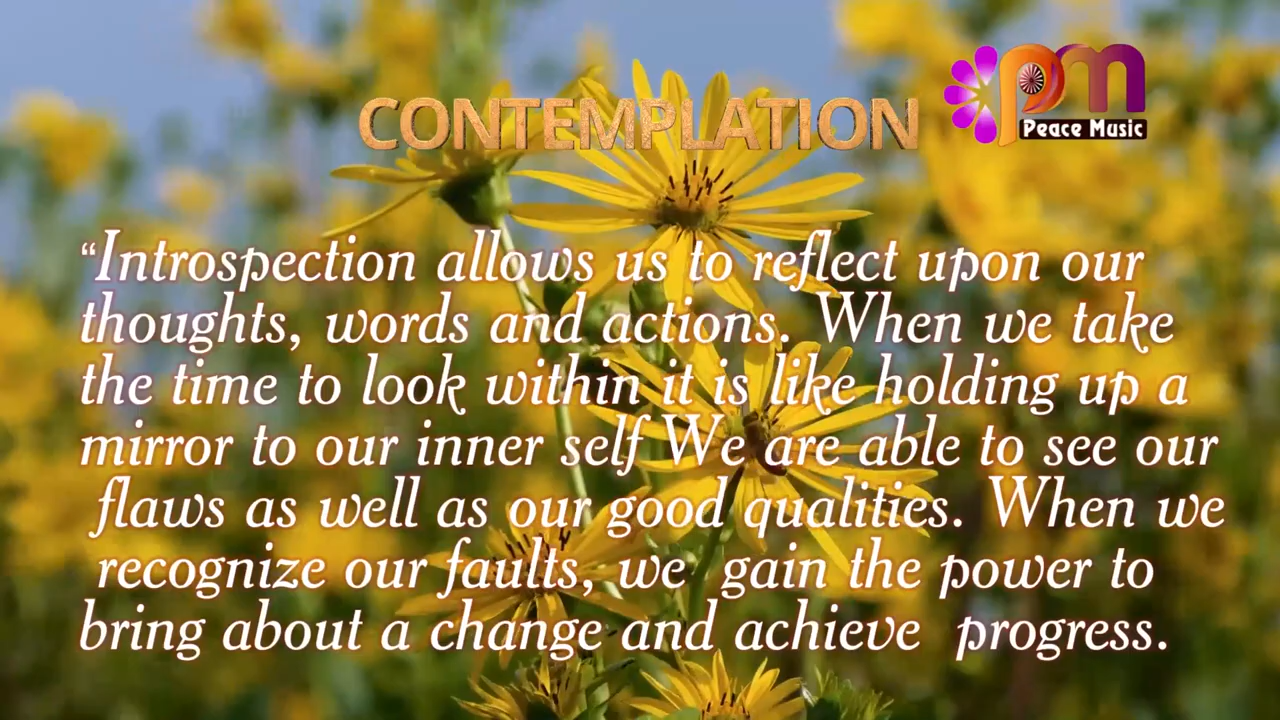 CONTEMPLATION
pm
Peace Music
“Introspection allows us to reflect upon our
thoughts, words and actions. When we take
the time to look within it is like holding up a
mirror to our inner self We are able to see our
flaws as well as our good qualities. When we
recognize our faults, we gain the power to
bring about a change and achieve progress.